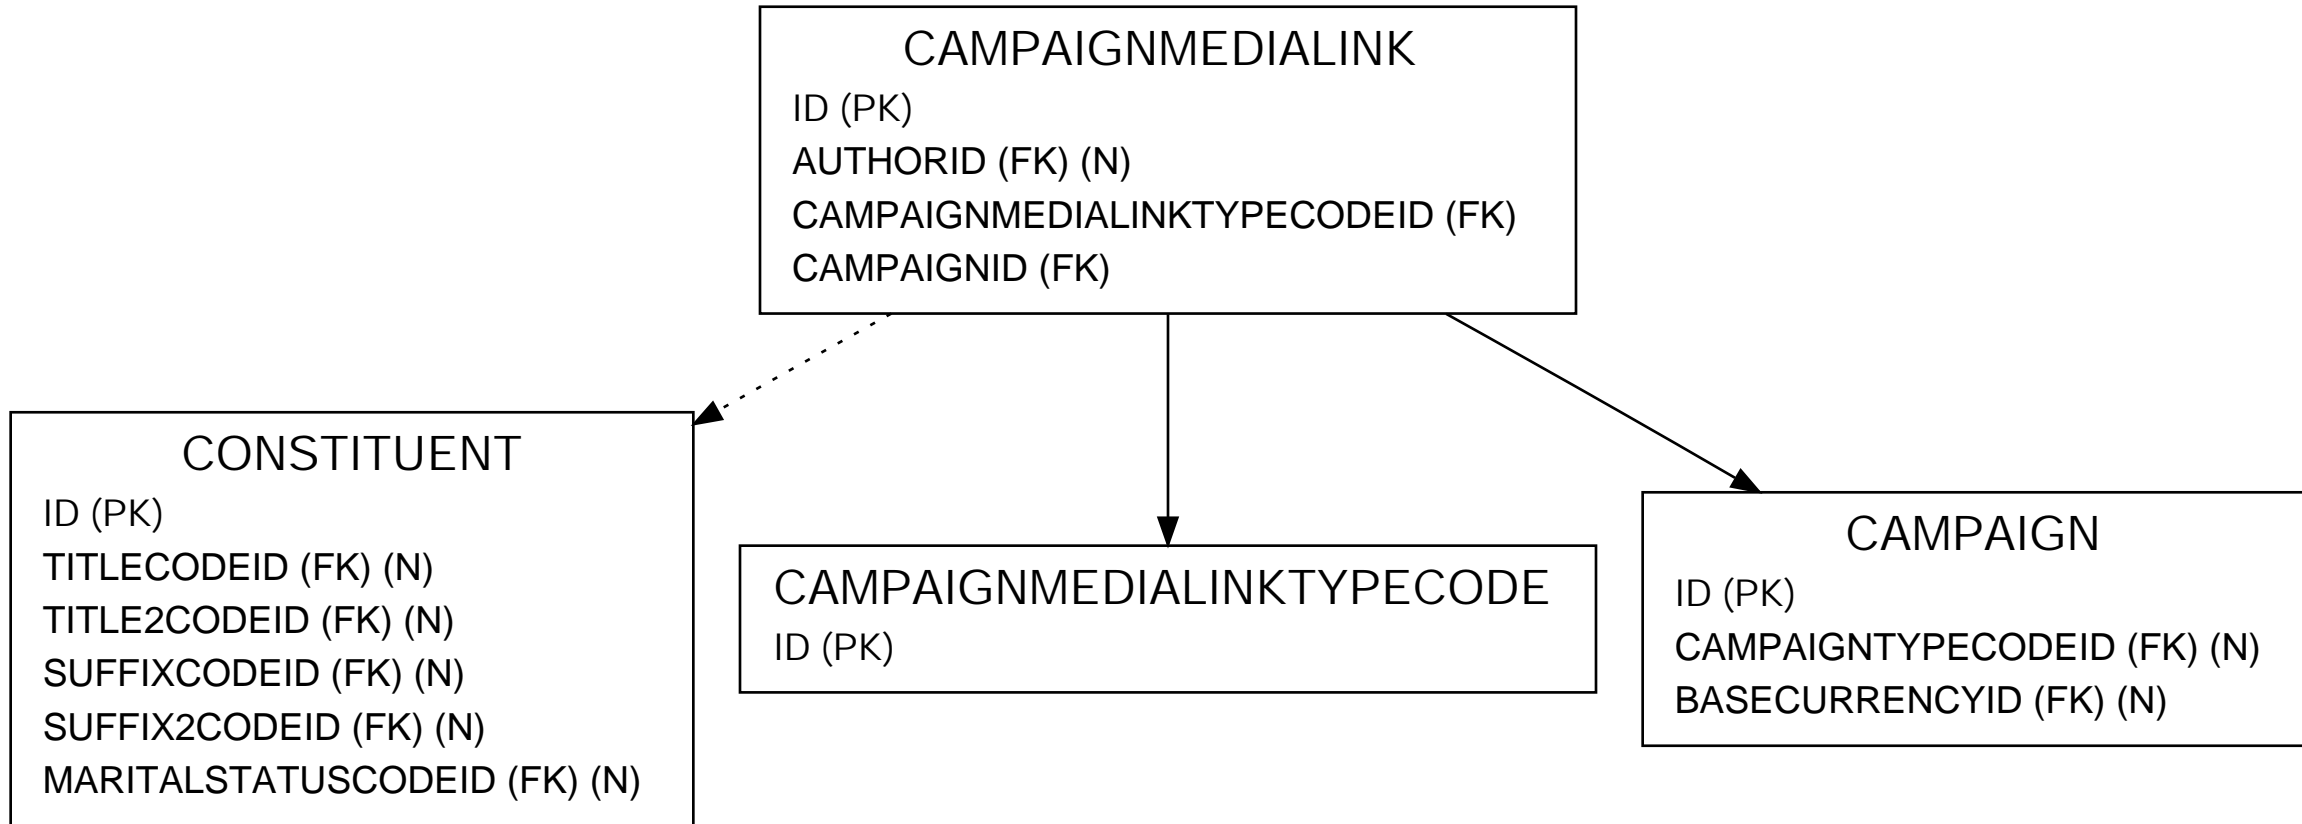 CAMPAIGNMEDIALINK
ID (PK)
AUTHORID (FK) (N)
CAMPAIGNMEDIALINKTYPECODEID (FK)
CAMPAIGNID (FK)
CONSTITUENT
ID (PK)
TITLECODEID (FK) (N)
TITLE2CODEID (FK) (N)
SUFFIXCODEID (FK) (N)
SUFFIX2CODEID (FK) (N)
MARITALSTATUSCODEID (FK) (N)
CAMPAIGNMEDIALINKTYPECODE
ID (PK)
CAMPAIGN
ID (PK)
CAMPAIGNTYPECODEID (FK) (N)
BASECURRENCYID (FK) (N)